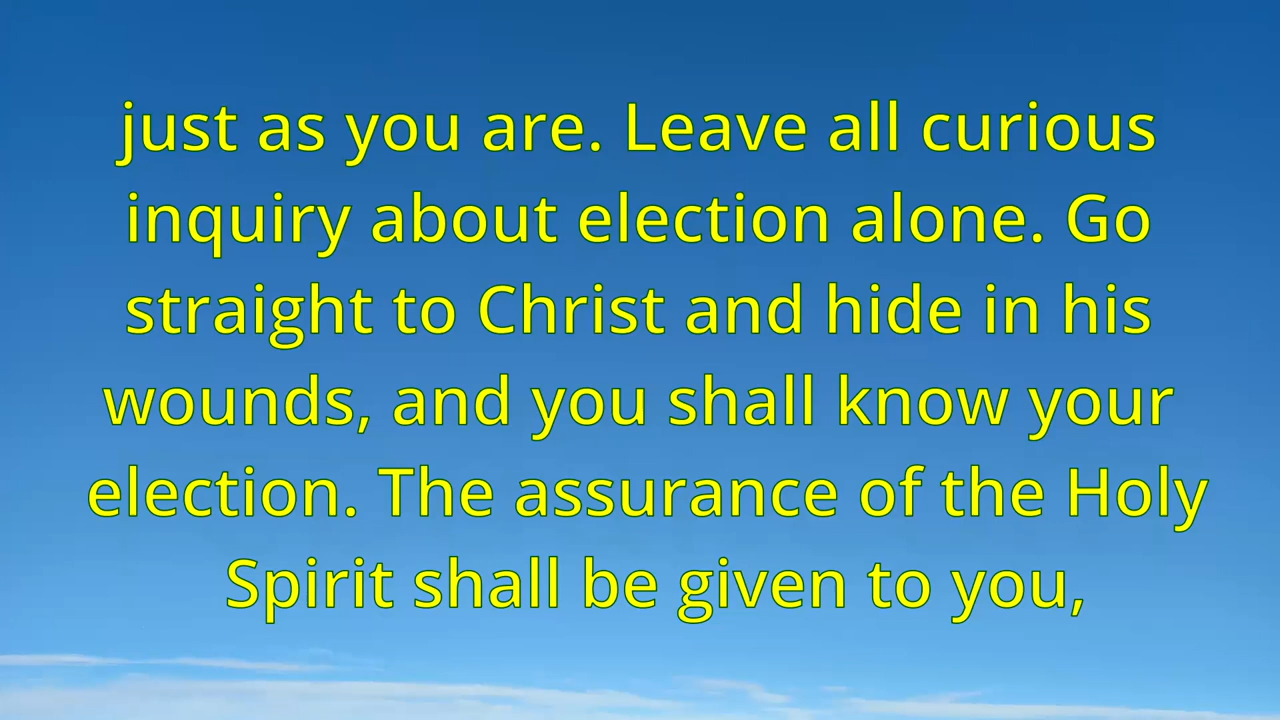 just as you are. Leave all curious
inquiry about election alone. Go
straight to Christ and hide in his
wounds, and you shall know your
election. The assurance of the Holy
Spirit shall be given to you,